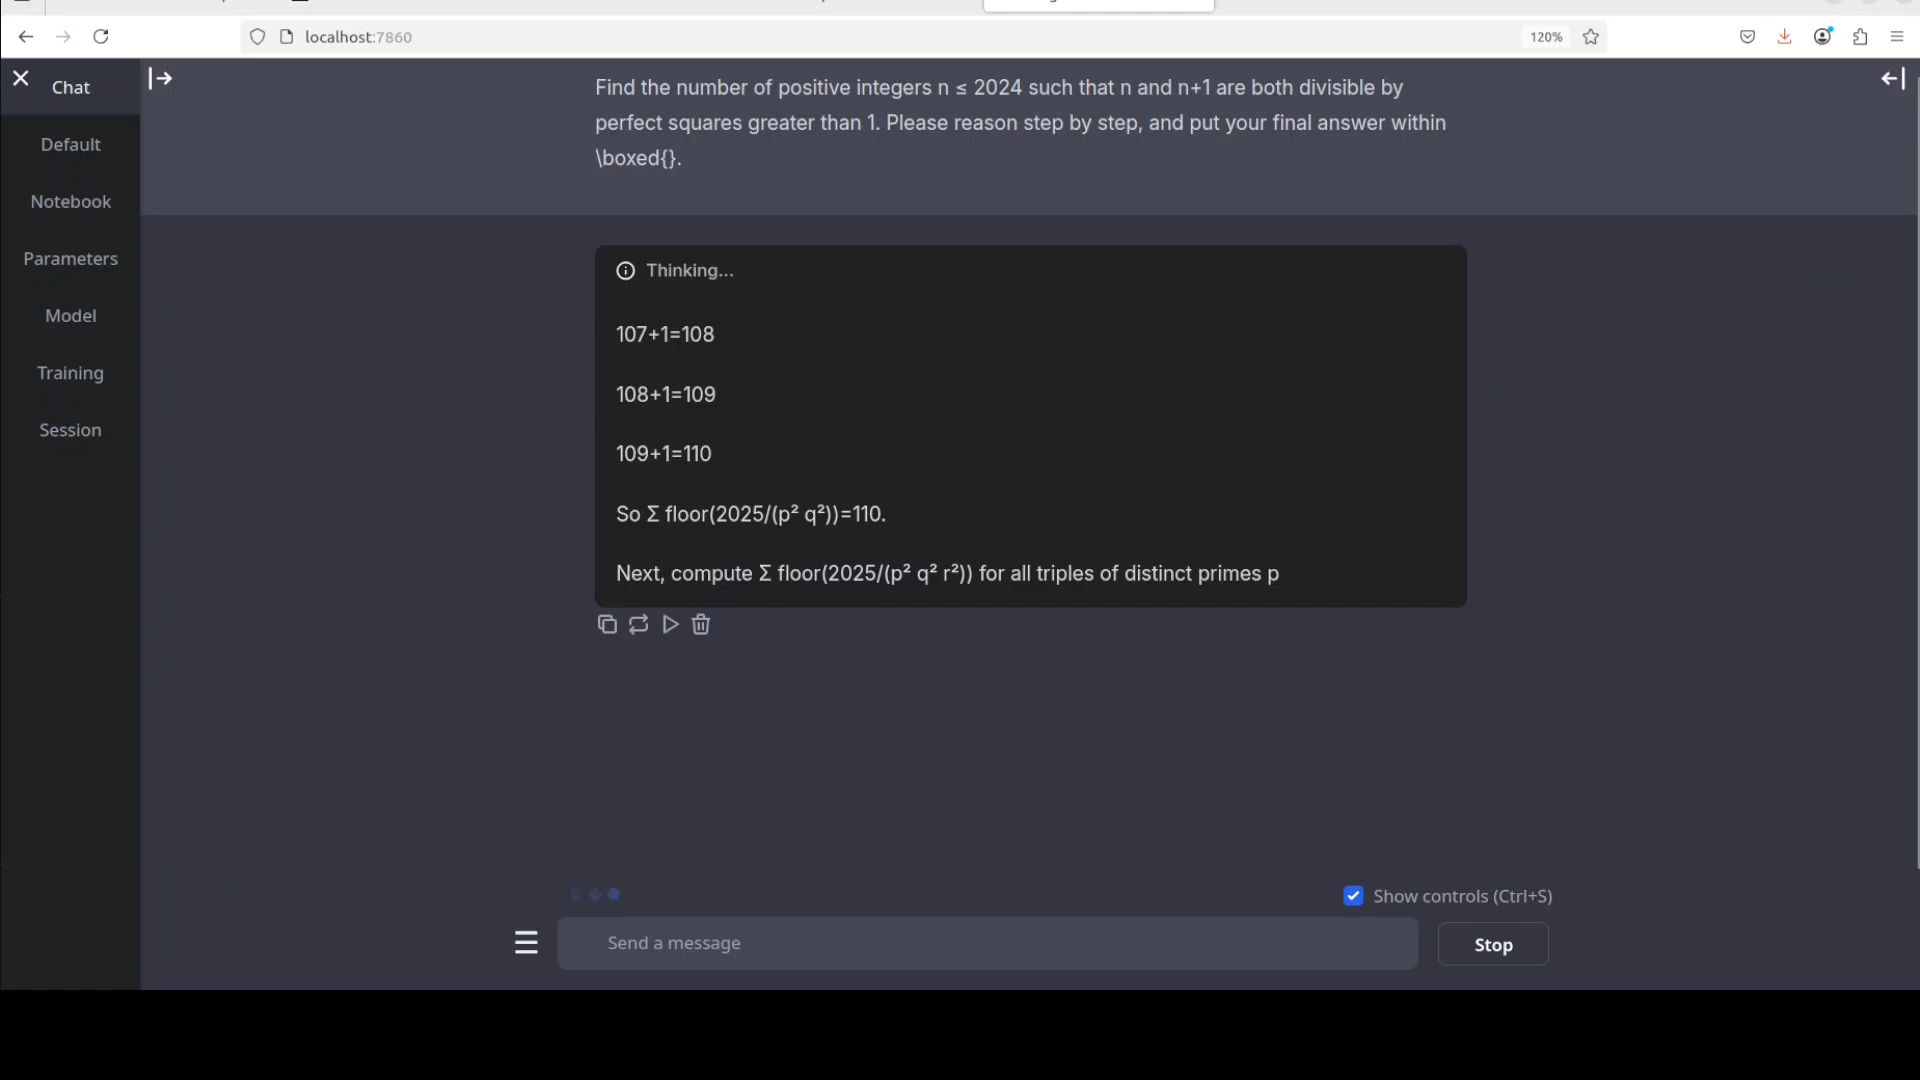 localhost:7860
120%
Chat
Default
Notebook
Parameters
Model
Training
Session
Find the number of positive integers n ≤ 2024 such that n and n+1 are both divisible by
perfect squares greater than 1. Please reason step by step, and put your final answer within
\boxed{}.
Thinking...
107+1=108
108+1=109
109+1=110
So Σ floor(2025/(p² q²))=110.
Next, compute Σ floor(2025/(p² q² r²)) for all triples of distinct primes p
Show controls (Ctrl+S)
Send a message
Stop